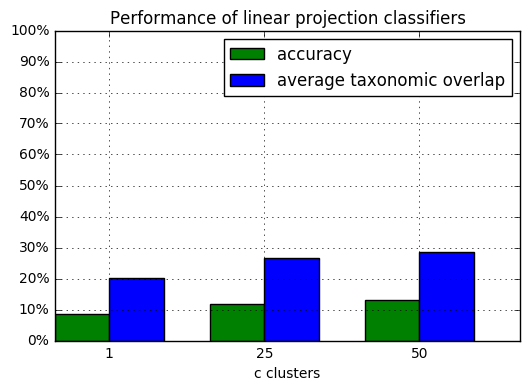 Performance of linear projection classifiers
100%
90%
80%
70%
60%
50%
40%
30%
20%
10%
0%
accuracy
average taxonomic overlap
1 25 50
c clusters